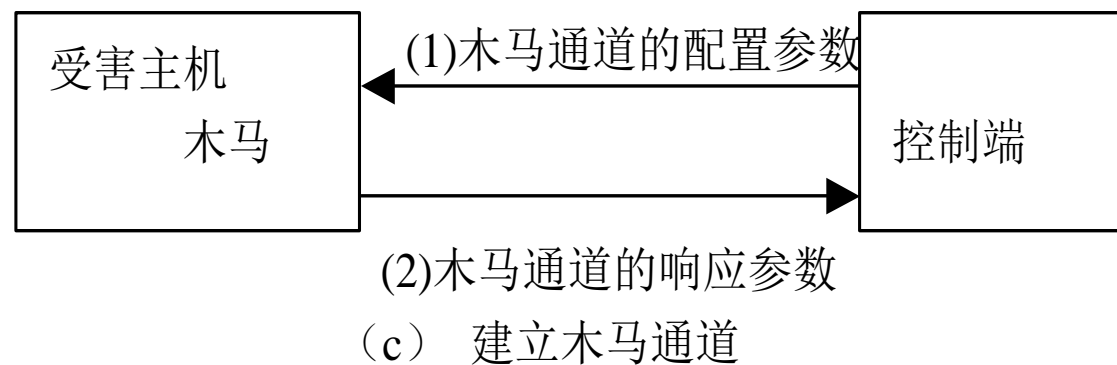 (1)木马通道的配置参数
受害主机
木马
控制端
(2)木马通道的响应参数
（c） 建立木马通道